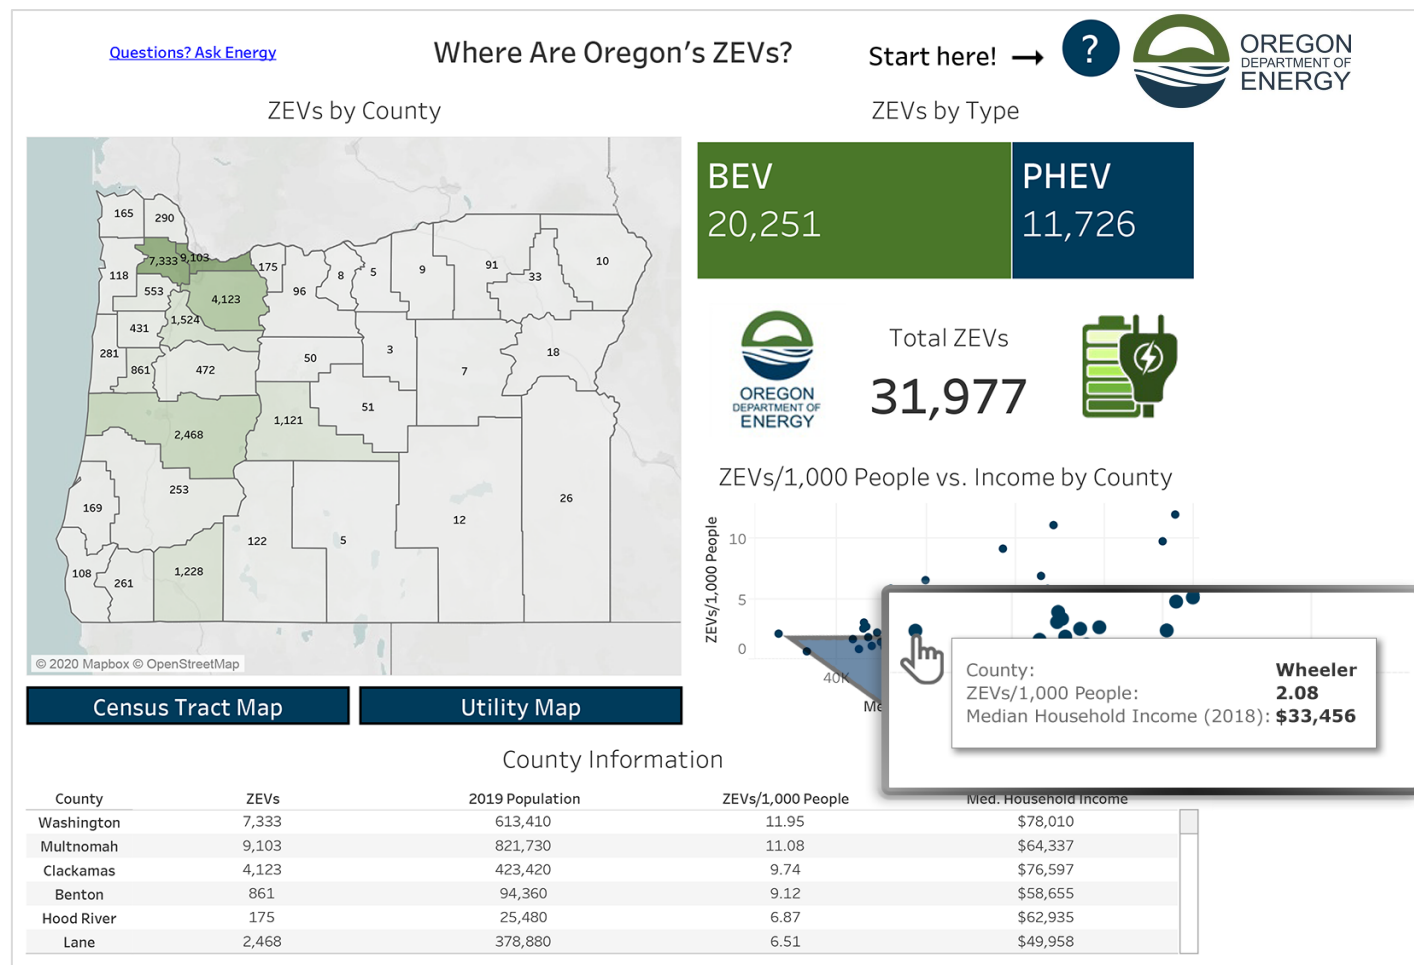 Questions? Ask Energy
Where Are Oregon's ZEVs?
Start here! →
?
OREGON
DEPARTMENT OF
ENERGY
ZEVs by County
165
290
7,333
9,103
118
553
4,123
175
96
8
5
9
91
33
10
1,524
431
281
861
472
50
3
7
18
51
1,121
2,468
253
169
26
12
122
5
108
261
1,228
© 2020 Mapbox © OpenStreetMap
Census Tract Map
Utility Map
ZEVs by Type
BEV
20,251
PHEV
11,726
OREGON
DEPARTMENT OF
ENERGY
Total ZEVs
31,977
ZEVs/1,000 People vs. Income by County
ZEVs/1,000 People
10
5
0
40K
Me
County: Wheeler
ZEVs/1,000 People: 2.08
Median Household Income (2018): $33,456
County Information
County ZEVs 2019 Population ZEVs/1,000 People Med. Household Income
Washington 7,333 613,410 11.95 $78,010
Multnomah 9,103 821,730 11.08 $64,337
Clackamas 4,123 423,420 9.74 $76,597
Benton 861 94,360 9.12 $58,655
Hood River 175 25,480 6.87 $62,935
Lane 2,468 378,880 6.51 $49,958